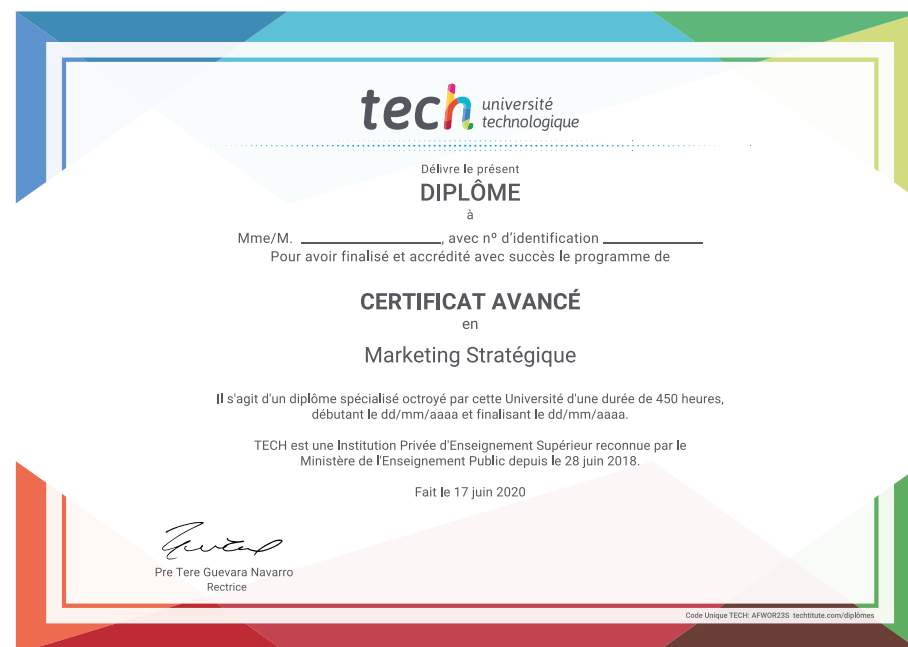 tech université
technologique
Délivre le présent
DIPLÔME
à
Mme/M. ____________________, avec nº d'identification ______________
Pour avoir finalisé et accrédité avec succès le programme de
CERTIFICAT AVANCÉ
en
Marketing Stratégique
Il s'agit d'un diplôme spécialisé octroyé par cette Université d'une durée de 450 heures,
débutant le dd/mm/aaaa et finalisant le dd/mm/aaaa.
TECH est une Institution Privée d'Enseignement Supérieur reconnue par le
Ministère de l'Enseignement Public depuis le 28 juin 2018.
Fait le 17 juin 2020
Pre Tere Guevara Navarro
Rectrice
Code Unique TECH: AFWOR23S techtitute.com/diplômes